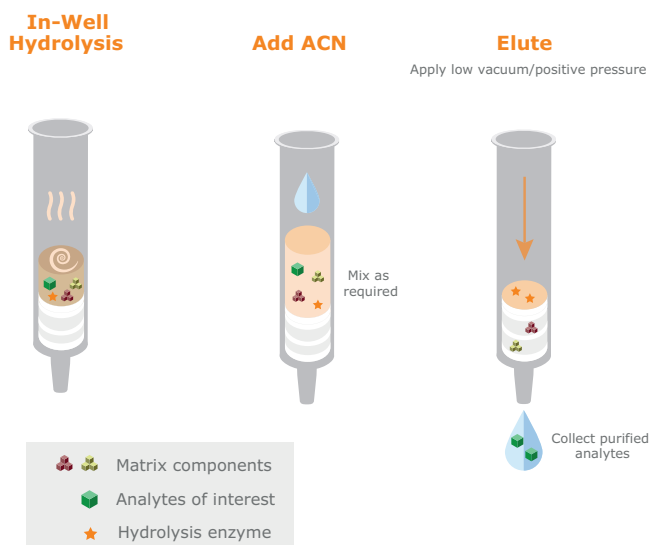 In-Well
Hydrolysis
Add ACN
Elute
Apply low vacuum/positive pressure
Mix as
required
Collect purified
analytes
Matrix components
Analytes of interest
Hydrolysis enzyme